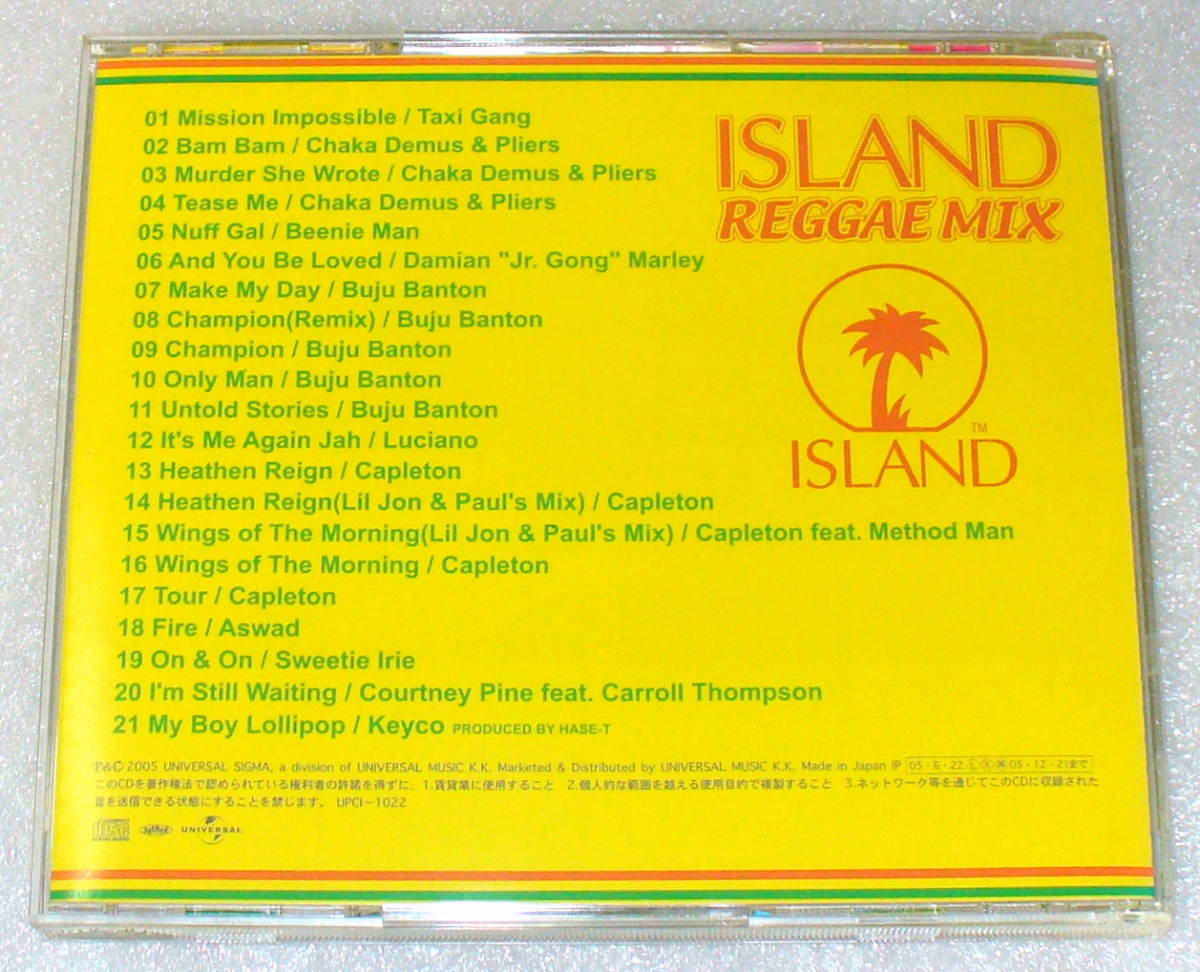 01 Mission Impossible / Taxi Gang
02 Bam Bam / Chaka Demus & Pliers
03 Murder She Wrote / Chaka Demus & Pliers
04 Tease Me / Chaka Demus & Pliers
05 Nuff Gal / Beenie Man
06 And You Be Loved / Damian "Jr. Gong" Marley
07 Make My Day / Buju Banton
08 Champion(Remix) / Buju Banton
09 Champion / Buju Banton
10 Only Man / Buju Banton
11 Untold Stories / Buju Banton
12 It's Me Again Jah / Luciano
13 Heathen Reign / Capleton
14 Heathen Reign(Lil Jon & Paul's Mix) / Capleton
15 Wings of The Morning(Lil Jon & Paul's Mix) / Capleton feat. Method Man
16 Wings of The Morning / Capleton
17 Tour / Capleton
18 Fire / Aswad
19 On & On / Sweetie Irie
20 I'm Still Waiting / Courtney Pine feat. Carroll Thompson
21 My Boy Lollipop / Keyco PRODUCED BY HASE-T
ISLAND
REGGAE MIX
TM
ISLAND
℗&© 2005 UNIVERSAL SIGMA, a division of UNIVERSAL MUSIC K.K. Marketed & Distributed by UNIVERSAL MUSIC K.K. Made in Japan IP 05・6・22 Ⓛ Ⓧ 05・12・21まで
このCDを著作権法で認められている権利者の許諾を得ずに、1.賃貸業に使用すること 2.個人的な範囲を越える使用目的で複製すること 3.ネットワーク等を通じてこのCDに収録された
音を送信できる状態にすることを禁じます。 UPCI-1022
disc UNIVERSAL